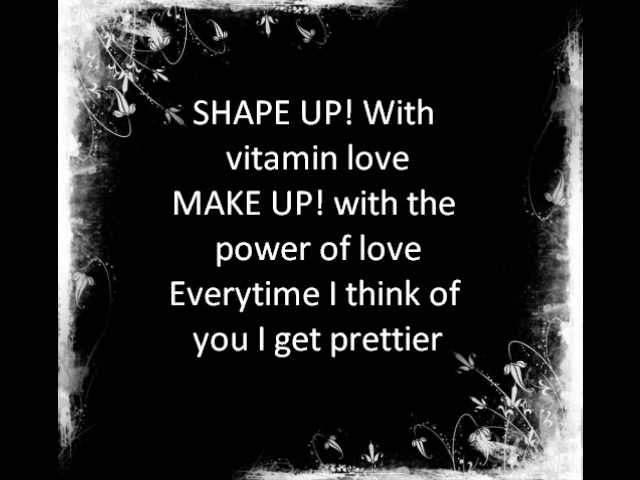 SHAPE UP! With
vitamin love
MAKE UP! with the
power of love
Everytime I think of
you I get prettier